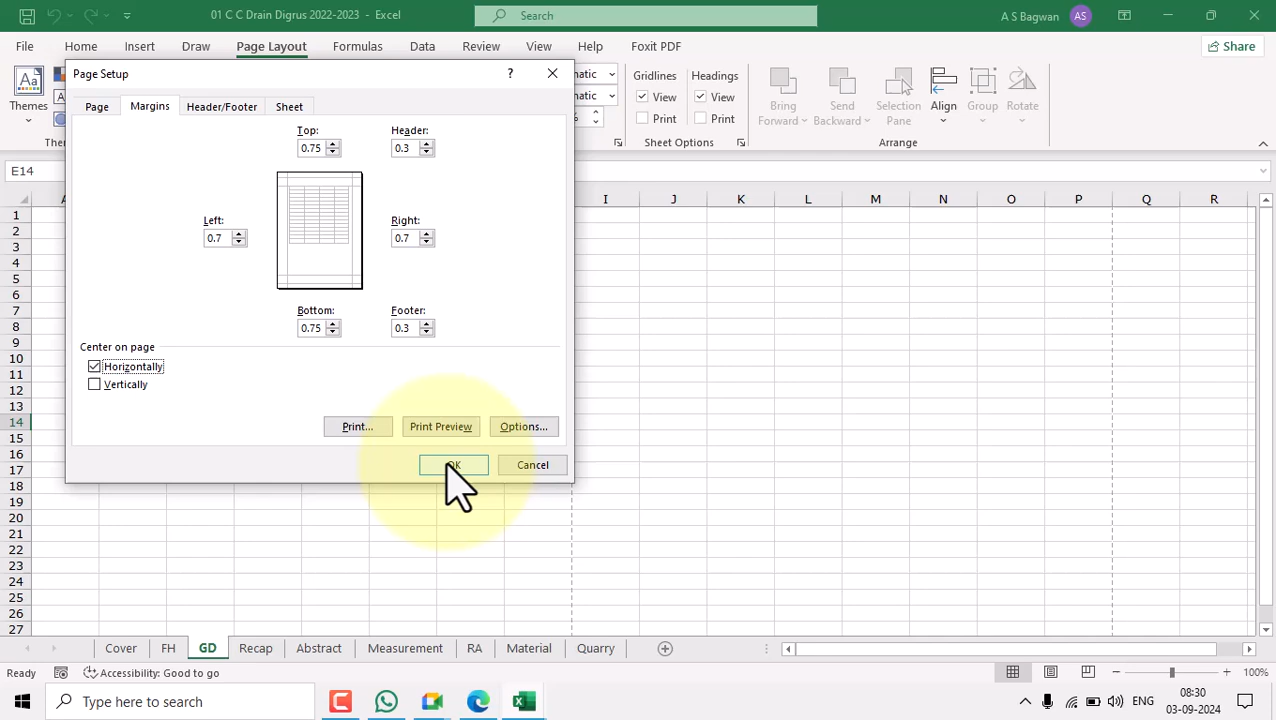 01 C C Drain Digrus 2022-2023 - Excel
Search
A S Bagwan
AS
File Home Insert Draw Page Layout Formulas Data Review View Help Foxit PDF
Share
Page Setup
?
Page Margins Header/Footer Sheet
Top: Header:
0.75 0.3
Left: Right:
0.7 0.7
Bottom: Footer:
0.75 0.3
Center on page
Horizontally
Vertically
Print... Print Preview Options...
OK Cancel
Aa
Themes
A
matic
matic
%
Gridlines Headings
View View
Print Print
Sheet Options
Bring Forward
Send Backward
Selection Pane
Align
Group
Rotate
Arrange
E14
I J K L M N O P Q R
1
2
3
4
5
6
7
8
9
10
11
12
13
14
15
16
17
18
19
20
21
22
23
24
25
26
27
Cover FH GD Recap Abstract Measurement RA Material Quarry
Ready Accessibility: Good to go
100%
Type here to search
ENG
08:30
03-09-2024